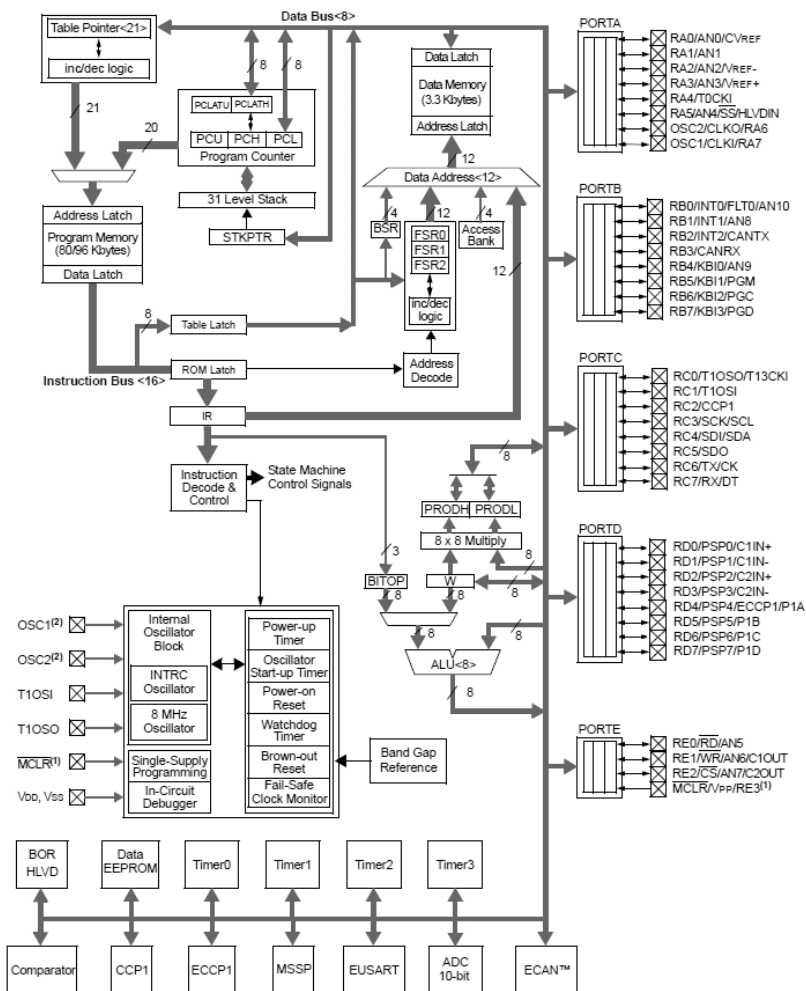 Data Bus<8>
Table Pointer<21>
inc/dec logic
21
20
8
8
PCLATU PCLATH
PCU PCH PCL
Program Counter
31 Level Stack
STKPTR
8
Data Latch
Data Memory
(3.3 Kbytes)
Address Latch
12
Data Address<12>
4
12
4
BSR
FSR0
FSR1
FSR2
inc/dec
logic
Access
Bank
12
Address Latch
Program Memory
(80/96 Kbytes)
Data Latch
8
Table Latch
Instruction Bus <16>
ROM Latch
Address
Decode
IR
Instruction
Decode &
Control
State Machine
Control Signals
8
PRODH PRODL
8 x 8 Multiply
3
8
BITOP
W
8
8
8
8
8
ALU<8>
8
OSC1(2)
OSC2(2)
T1OSI
T1OSO
MCLR(1)
VDD, VSS
Internal
Oscillator
Block
INTRC
Oscillator
8 MHz
Oscillator
Single-Supply
Programming
In-Circuit
Debugger
Power-up
Timer
Oscillator
Start-up Timer
Power-on
Reset
Watchdog
Timer
Brown-out
Reset
Fail-Safe
Clock Monitor
Band Gap
Reference
PORTA
RA0/AN0/CVREF
RA1/AN1
RA2/AN2/VREF-
RA3/AN3/VREF+
RA4/T0CKI
RA5/AN4/SS/HLVDIN
OSC2/CLKO/RA6
OSC1/CLKI/RA7
PORTB
RB0/INT0/FLT0/AN10
RB1/INT1/AN8
RB2/INT2/CANTX
RB3/CANRX
RB4/KBI0/AN9
RB5/KBI1/PGM
RB6/KBI2/PGC
RB7/KBI3/PGD
PORTC
RC0/T1OSO/T13CKI
RC1/T1OSI
RC2/CCP1
RC3/SCK/SCL
RC4/SDI/SDA
RC5/SDO
RC6/TX/CK
RC7/RX/DT
PORTD
RD0/PSP0/C1IN+
RD1/PSP1/C1IN-
RD2/PSP2/C2IN+
RD3/PSP3/C2IN-
RD4/PSP4/ECCP1/P1A
RD5/PSP5/P1B
RD6/PSP6/P1C
RD7/PSP7/P1D
PORTE
RE0/RD/AN5
RE1/WR/AN6/C1OUT
RE2/CS/AN7/C2OUT
MCLR/VPP/RE3(1)
BOR
HLVD
Data
EEPROM
Timer0
Timer1
Timer2
Timer3
Comparator
CCP1
ECCP1
MSSP
EUSART
ADC
10-bit
ECAN™